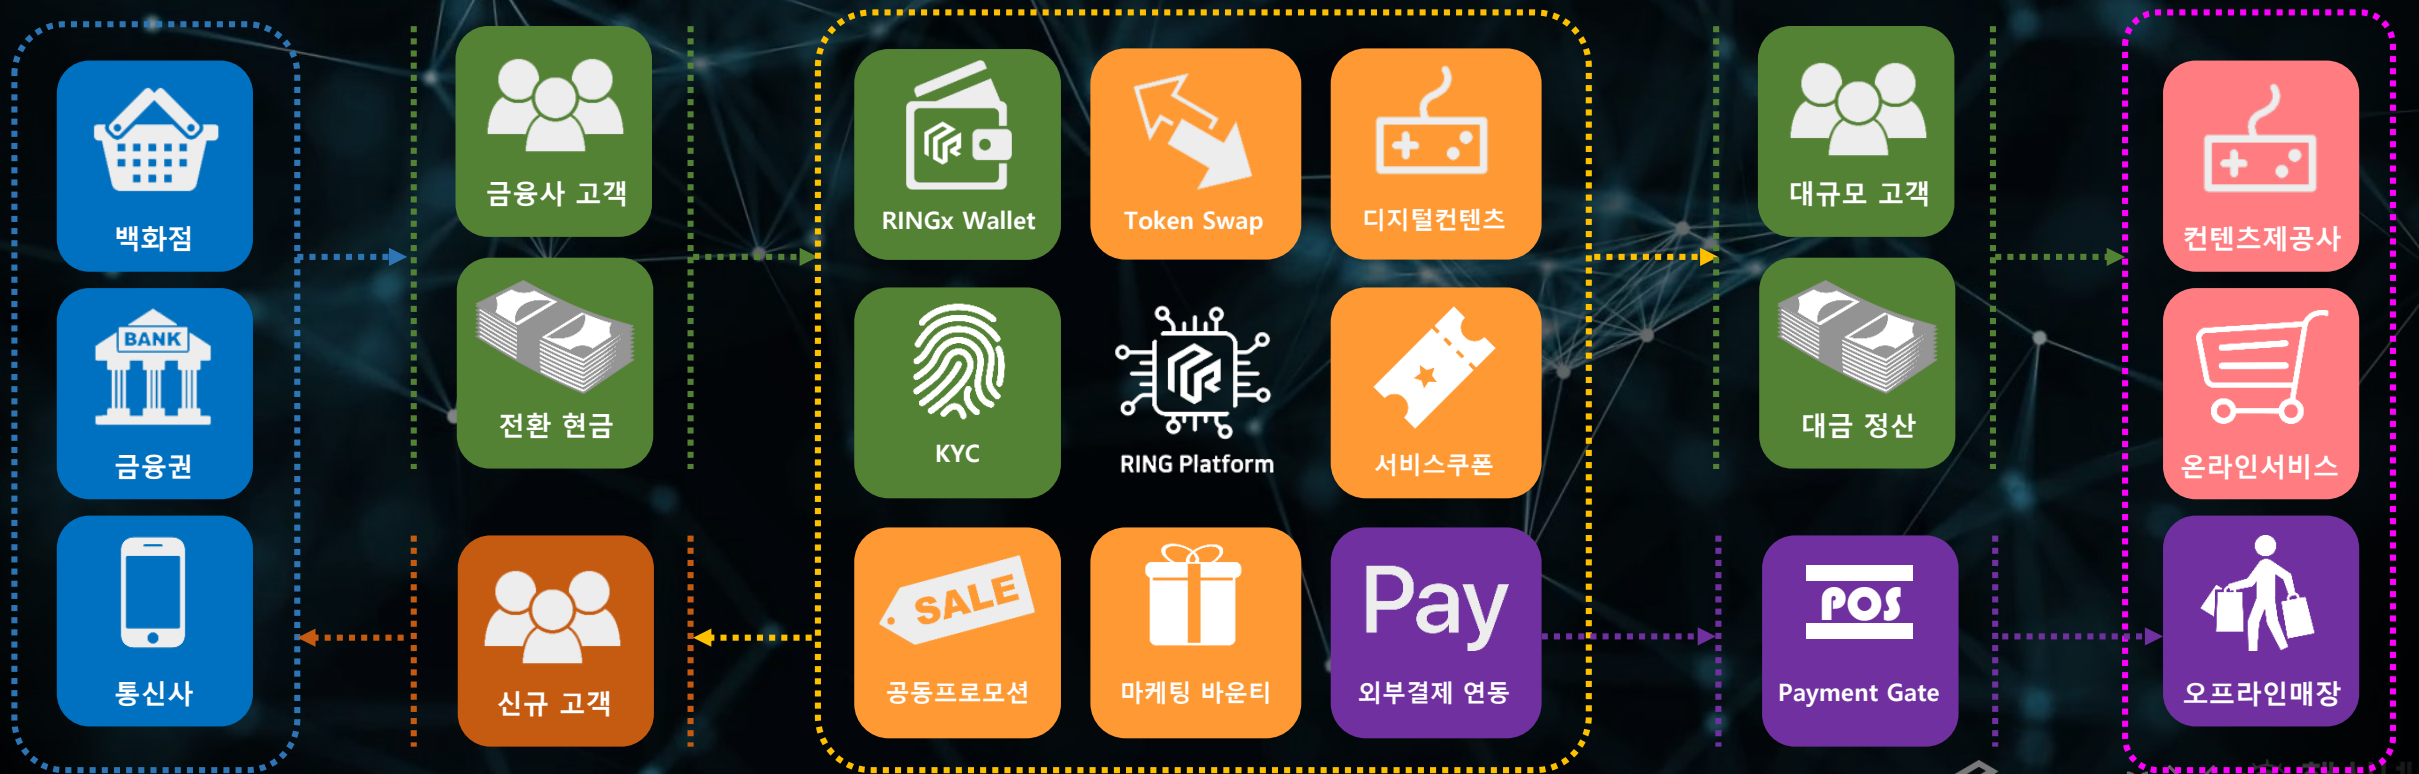 백화점
BANK
금융권
통신사
금융사 고객
전환 현금
신규 고객
RINGx Wallet
Token Swap
디지털컨텐츠
KYC
RING Platform
서비스쿠폰
SALE
공동프로모션
마케팅 바운티
Pay
외부결제 연동
대규모 고객
대금 정산
POS
Payment Gate
컨텐츠제공사
온라인서비스
오프라인매장